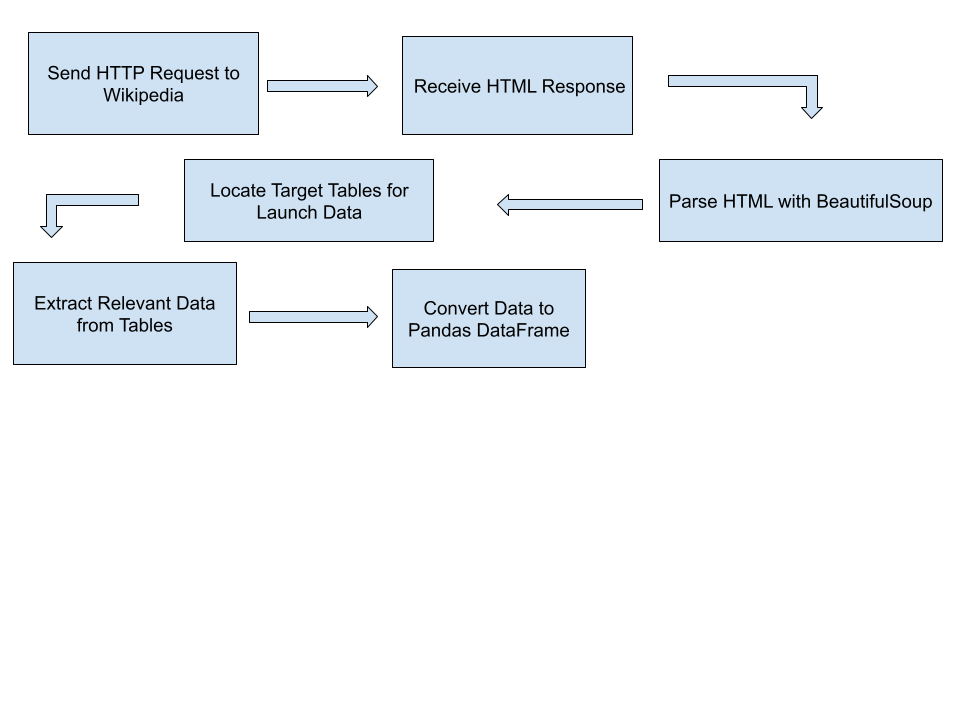 Send HTTP Request to
Wikipedia
Receive HTML Response
Parse HTML with BeautifulSoup
Locate Target Tables for
Launch Data
Extract Relevant Data
from Tables
Convert Data to
Pandas DataFrame